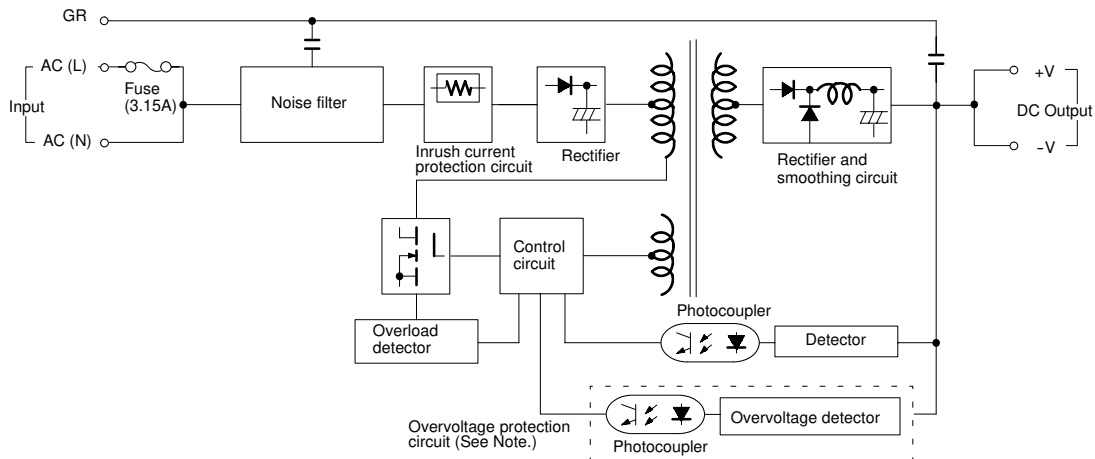 GR
AC (L)
Fuse
(3.15A)
Input
AC (N)
Noise filter
Inrush current
protection circuit
Rectifier
Rectifier and
smoothing circuit
+V
DC Output
−V
Control
circuit
Overload
detector
Photocoupler
Detector
Overvoltage protection
circuit (See Note.)
Photocoupler
Overvoltage detector